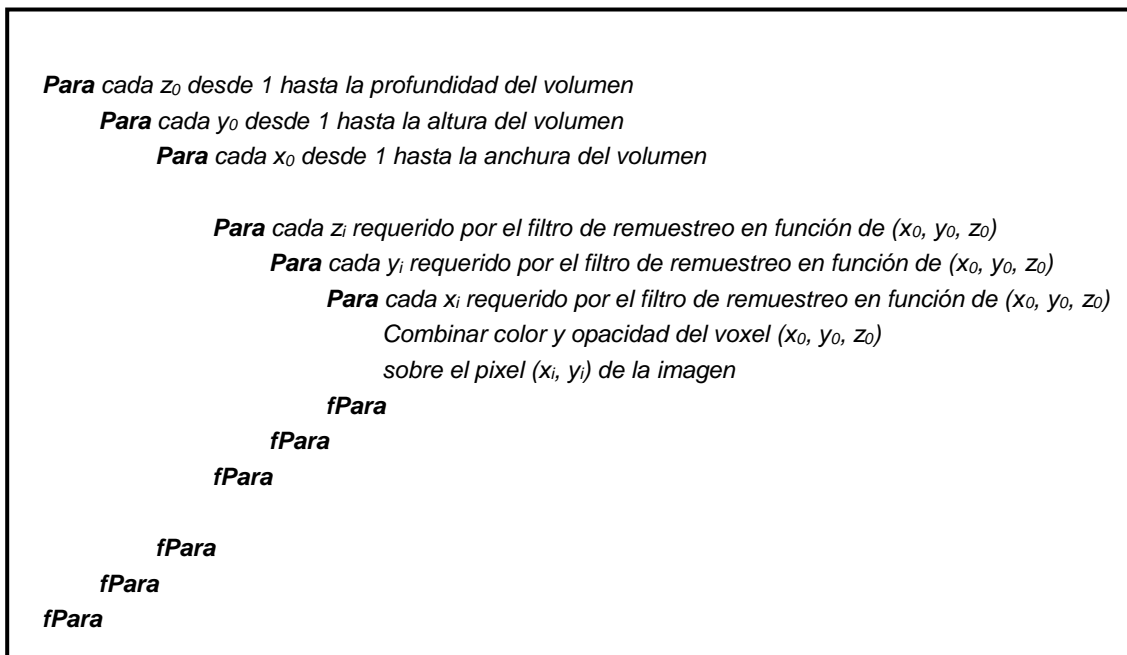 Para cada z₀ desde 1 hasta la profundidad del volumen
Para cada y₀ desde 1 hasta la altura del volumen
Para cada x₀ desde 1 hasta la anchura del volumen
Para cada zᵢ requerido por el filtro de remuestreo en función de (x₀, y₀, z₀)
Para cada yᵢ requerido por el filtro de remuestreo en función de (x₀, y₀, z₀)
Para cada xᵢ requerido por el filtro de remuestreo en función de (x₀, y₀, z₀)
Combinar color y opacidad del voxel (x₀, y₀, z₀)
sobre el pixel (xᵢ, yᵢ) de la imagen
fPara
fPara
fPara
fPara
fPara
fPara